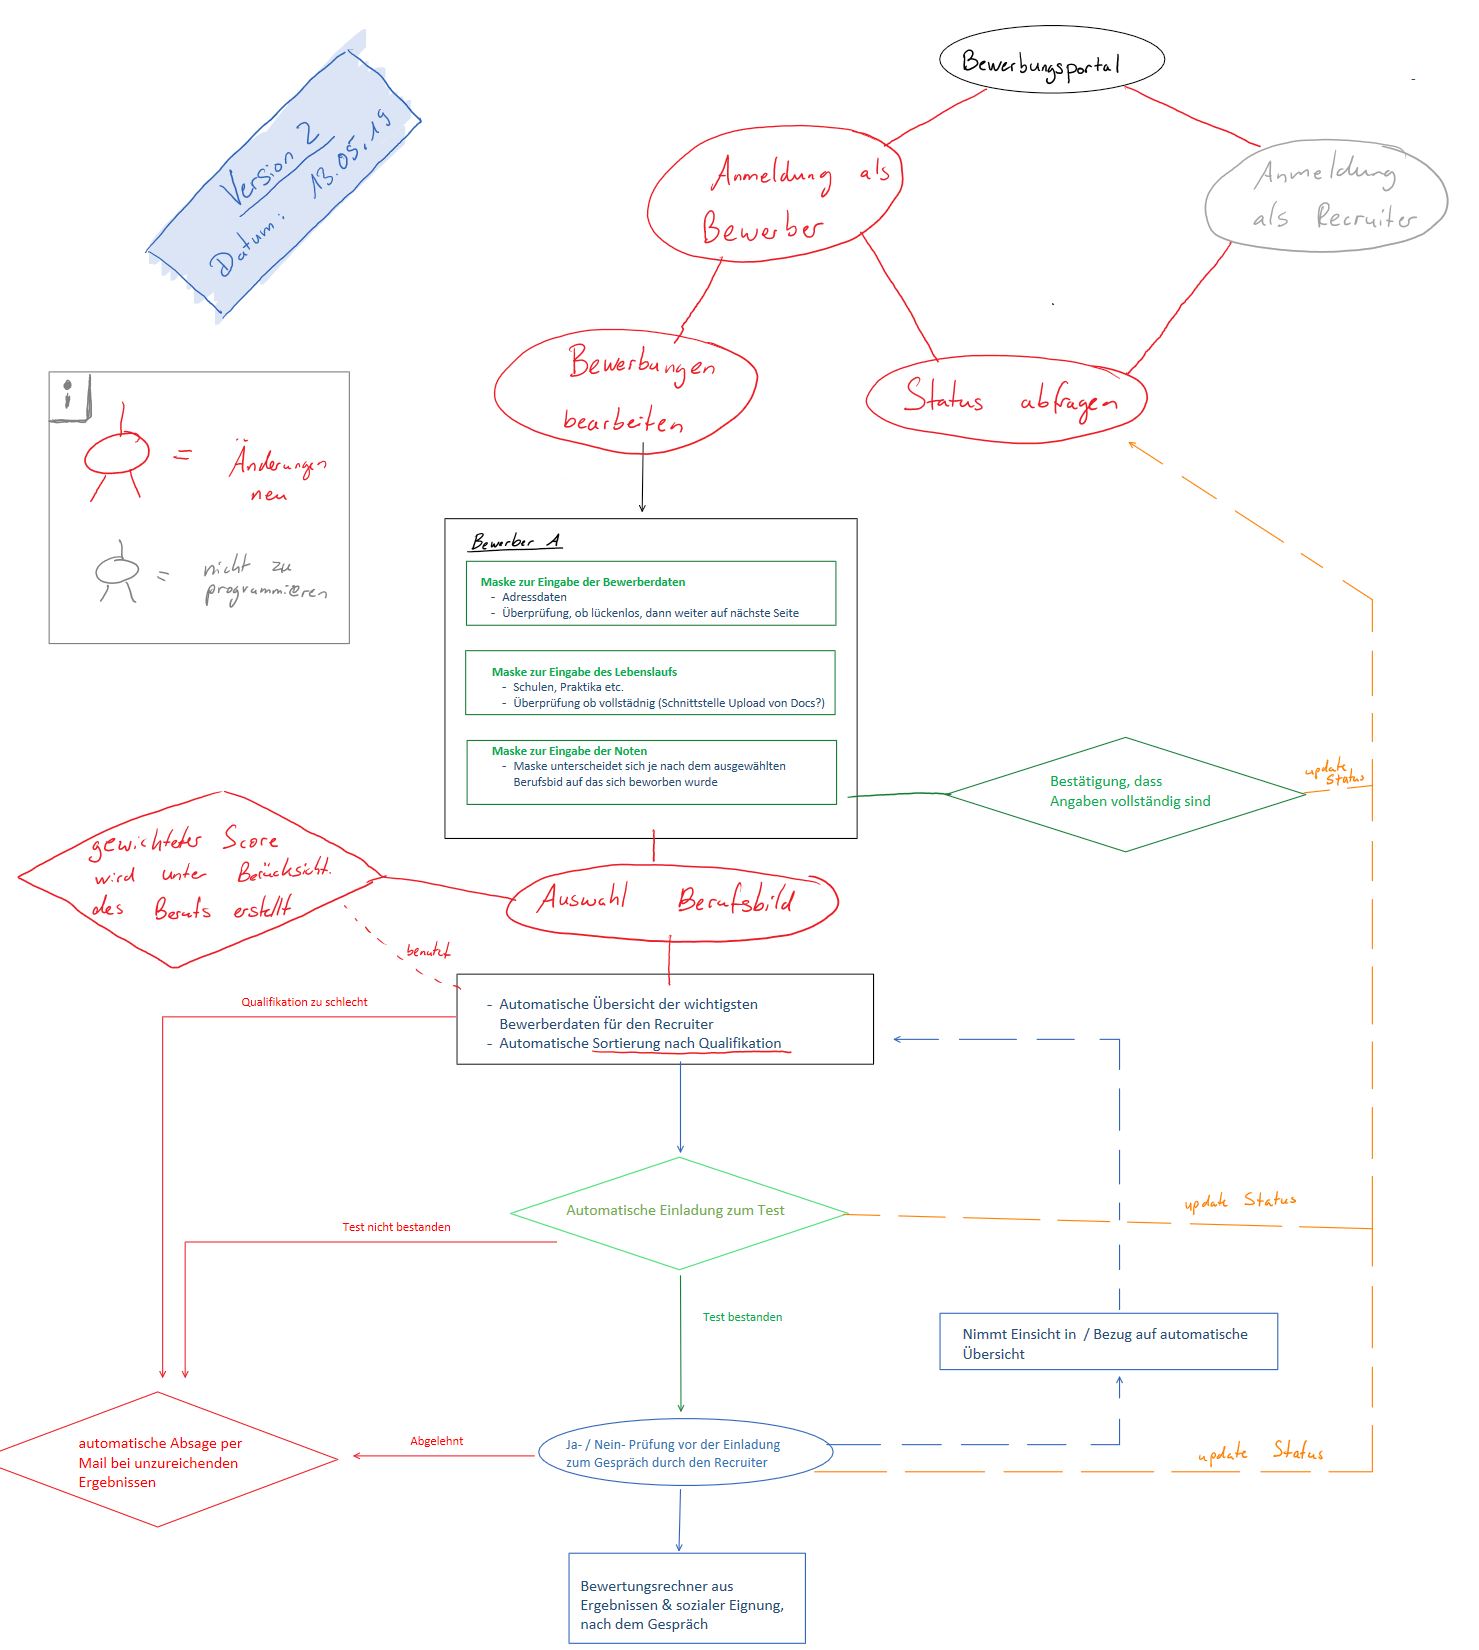 Version 2
Datum: 13.05.19
Bewerbungsportal
Anmeldung als
Bewerber
Anmeldung
als Recruiter
Bewerbungen
bearbeiten
Status abfragen
i
= Änderungen
neu
= nicht zu
programmieren
Bewerber A
Maske zur Eingabe der Bewerberdaten
- Adressdaten
- Überprüfung, ob lückenlos, dann weiter auf nächste Seite
Maske zur Eingabe des Lebenslaufs
- Schulen, Praktika etc.
- Überprüfung ob vollstädnig (Schnittstelle Upload von Docs?)
Maske zur Eingabe der Noten
- Maske unterscheidet sich je nach dem ausgewählten
Berufsbid auf das sich beworben wurde
Bestätigung, dass
Angaben vollständig sind
update
Status
gewichteter Score
wird unter Berücksicht.
des Berufs erstellt
Auswahl Berufsbild
benutzt
- Automatische Übersicht der wichtigsten
Bewerberdaten für den Recruiter
- Automatische Sortierung nach Qualifikation
Qualifikation zu schlecht
Automatische Einladung zum Test
update Status
Test nicht bestanden
Test bestanden
Nimmt Einsicht in / Bezug auf automatische
Übersicht
automatische Absage per
Mail bei unzureichenden
Ergebnissen
Abgelehnt
Ja- / Nein- Prüfung vor der Einladung
zum Gespräch durch den Recruiter
update Status
Bewertungsrechner aus
Ergebnissen & sozialer Eignung,
nach dem Gespräch